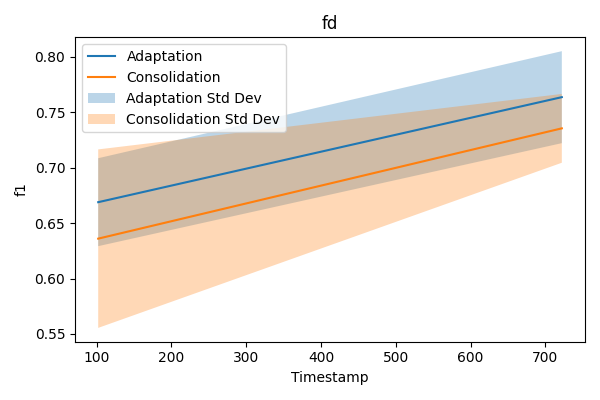 fd
0.80
0.75
0.70
0.65
0.60
0.55
f1
Adaptation
Consolidation
Adaptation Std Dev
Consolidation Std Dev
100 200 300 400 500 600 700
Timestamp